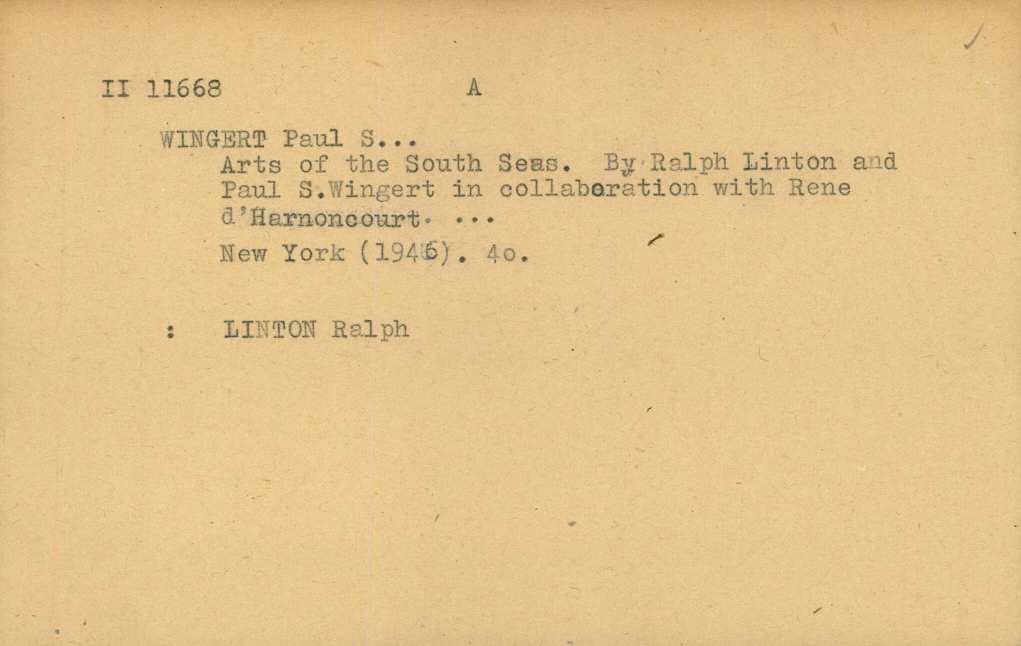 II 11668 A
WINGERT Paul S...
Arts of the South Seas. By Ralph Linton and
Paul S.Wingert in collaboration with Rene
d'Harnoncourt. ...
New York (1946). 4o.
: LINTON Ralph